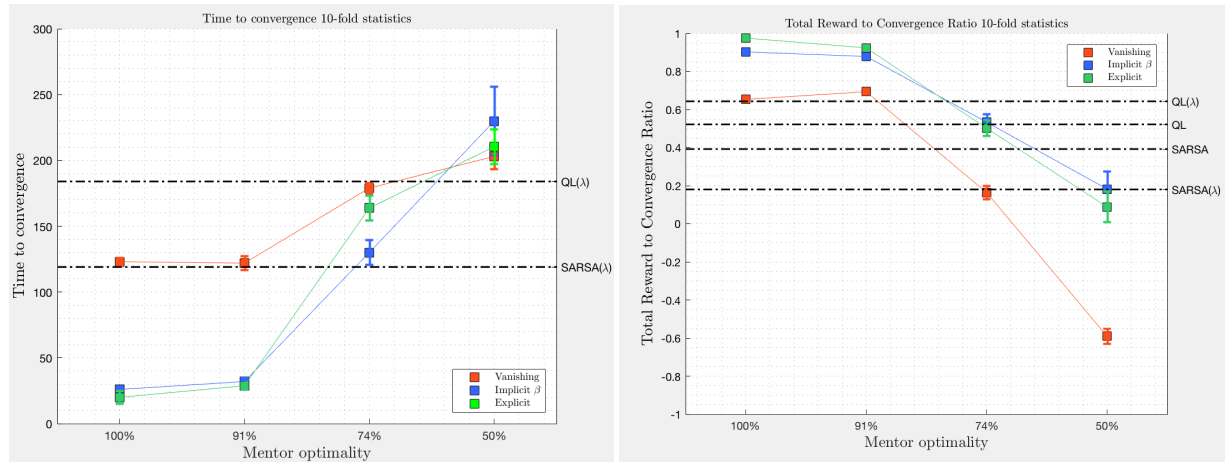 Time to convergence 10-fold statistics
300
250
200
150
100
50
0
Time to convergence
QL(λ)
SARSA(λ)
Vanishing
Implicit β
Explicit
100%
91%
74%
50%
Mentor optimality
Total Reward to Convergence Ratio 10-fold statistics
1
0.8
0.6
0.4
0.2
0
-0.2
-0.4
-0.6
-0.8
-1
Total Reward to Convergence Ratio
Vanishing
Implicit β
Explicit
QL(λ)
QL
SARSA
SARSA(λ)
100%
91%
74%
50%
Mentor optimality